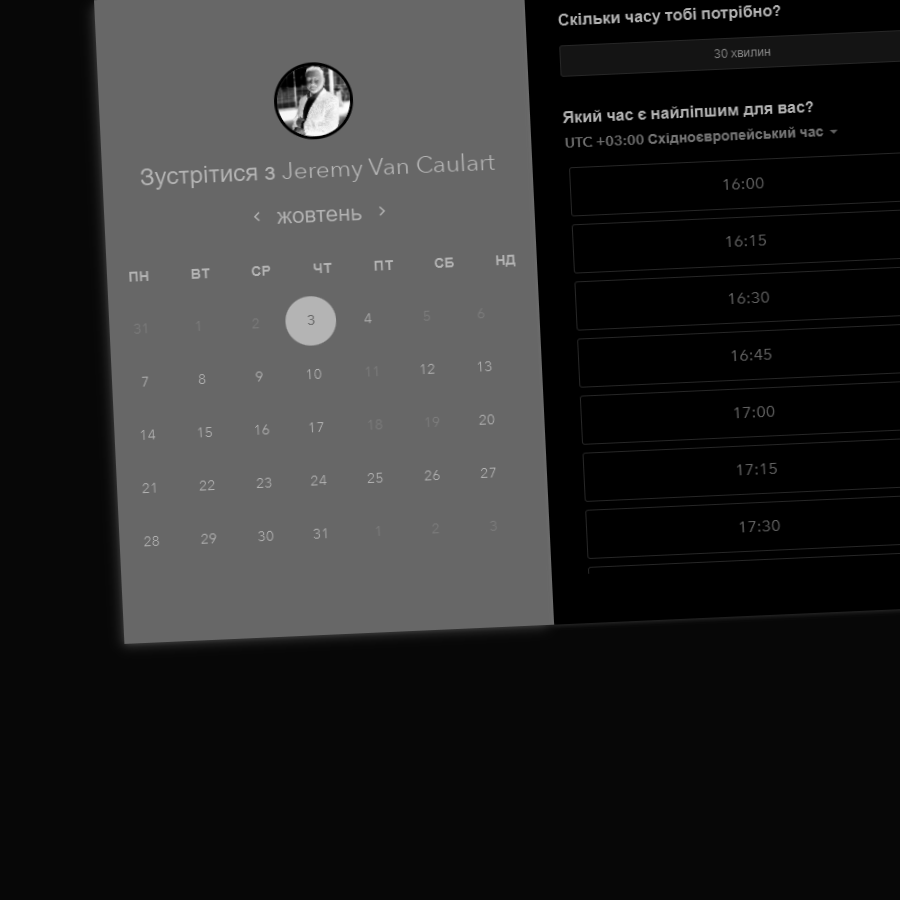 Зустрітися з Jeremy Van Caulart
‹ жовтень ›
ПН ВТ СР ЧТ ПТ СБ НД
31 1 2 3 4 5 6
7 8 9 10 11 12 13
14 15 16 17 18 19 20
21 22 23 24 25 26 27
28 29 30 31 1 2 3
Скільки часу тобі потрібно?
30 хвилин
Який час є найліпшим для вас?
UTC +03:00 Східноєвропейський час
16:00
16:15
16:30
16:45
17:00
17:15
17:30